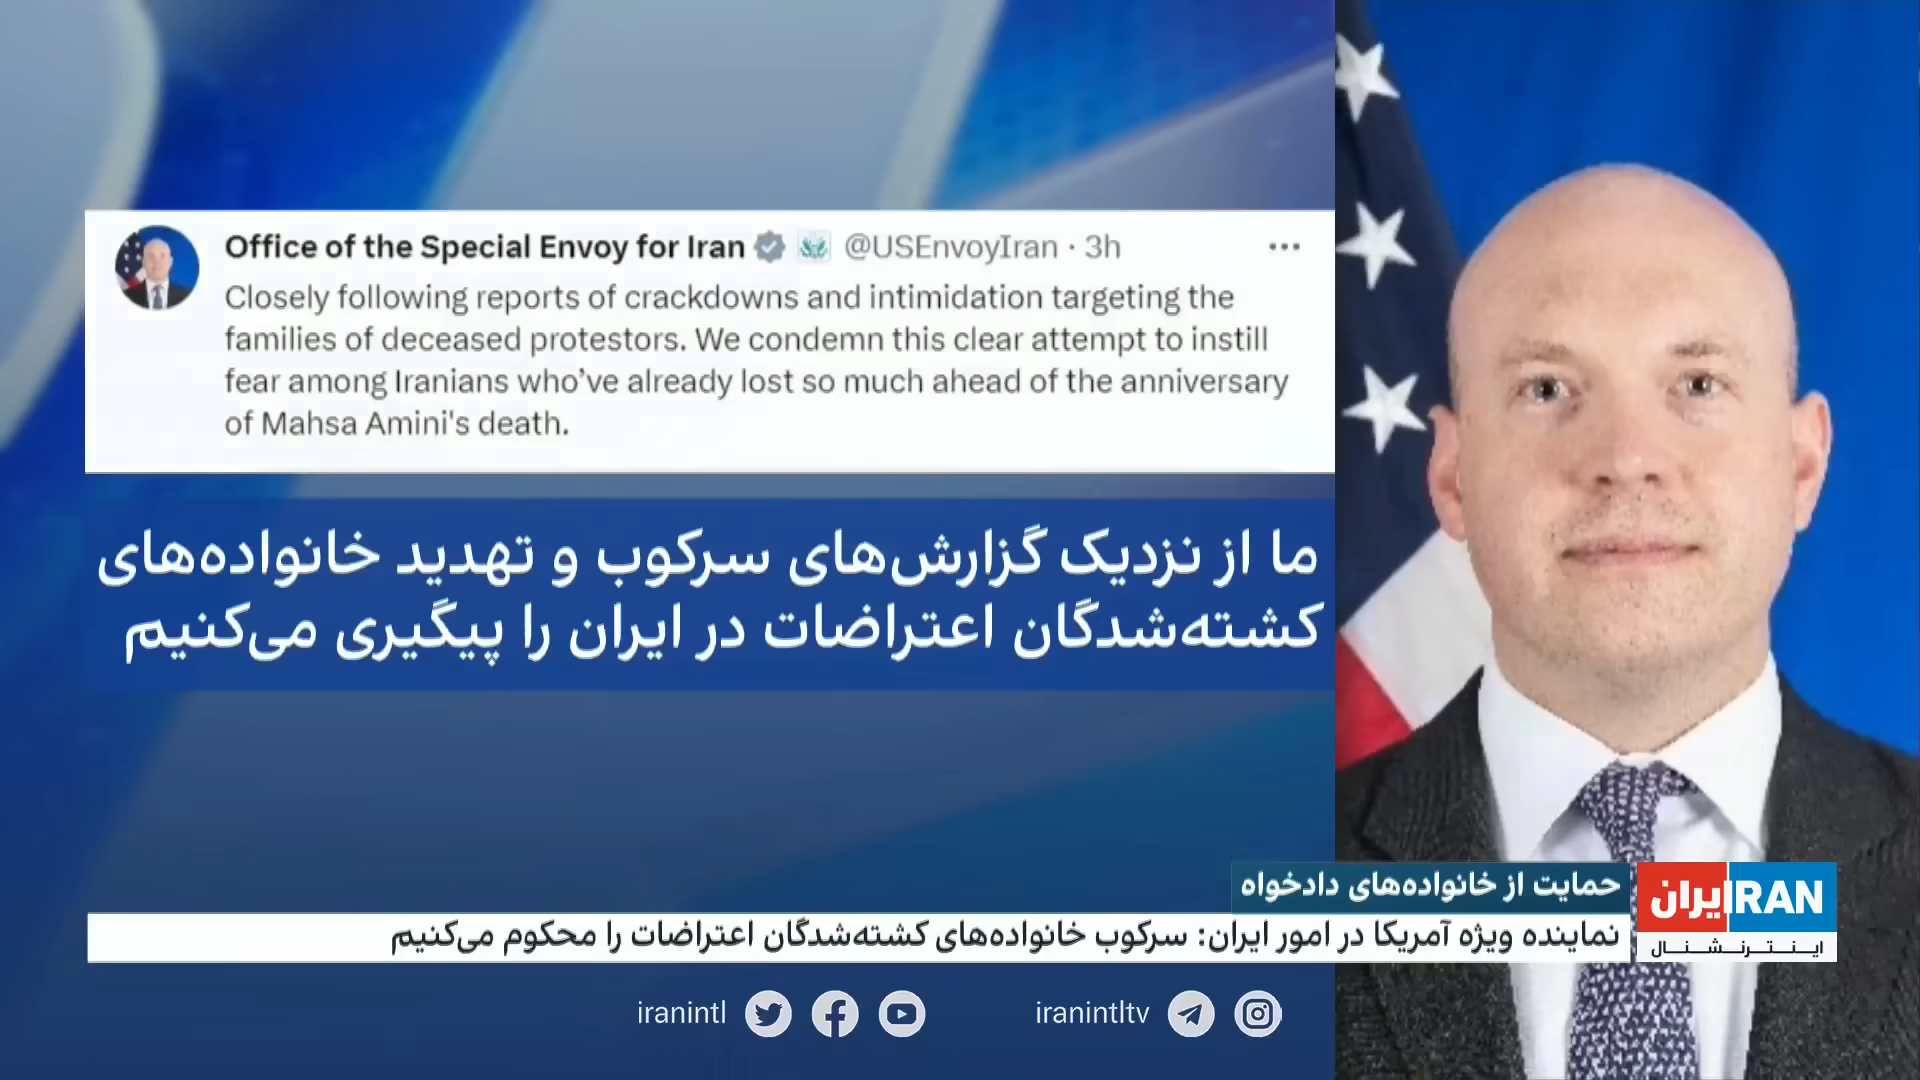 Office of the Special Envoy for Iran @USEnvoyIran · 3h
Closely following reports of crackdowns and intimidation targeting the
families of deceased protestors. We condemn this clear attempt to instill
fear among Iranians who’ve already lost so much ahead of the anniversary
of Mahsa Amini's death.
ما از نزدیک گزارش‌های سرکوب و تهدید خانواده‌های
کشته‌شدگان اعتراضات در ایران را پیگیری می‌کنیم
حمایت از خانواده‌های دادخواه
نماینده ویژه آمریکا در امور ایران: سرکوب خانواده‌های کشته‌شدگان اعتراضات را محکوم می‌کنیم
ایران IRAN
اینترنشنال
iranintl
iranintltv